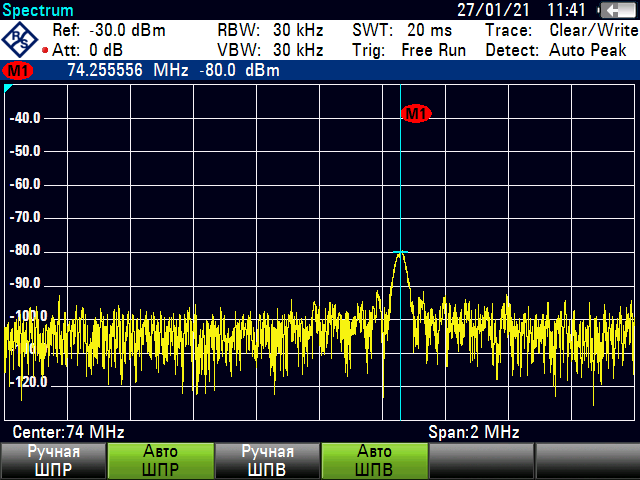 Spectrum 27/01/21 11:41
R S Ref: -30.0 dBm RBW: 30 kHz SWT: 20 ms Trace: Clear/Write
Att: 0 dB VBW: 30 kHz Trig: Free Run Detect: Auto Peak
M1 74.255556 MHz -80.0 dBm
M1
-40.0
-50.0
-60.0
-70.0
-80.0
-90.0
-100.0
-110.0
-120.0
Center:74 MHz Span:2 MHz
Ручная Авто Ручная Авто
ШПР ШПР ШПВ ШПВ